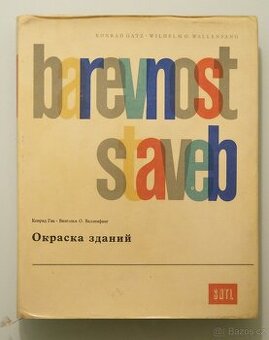 KONRAD GATZ • WILHELM O. WALLENFANG
barevnost
staveb
Конрад Гац • Вильгельм О. Валленфанг
Окраска зданий
SNTL